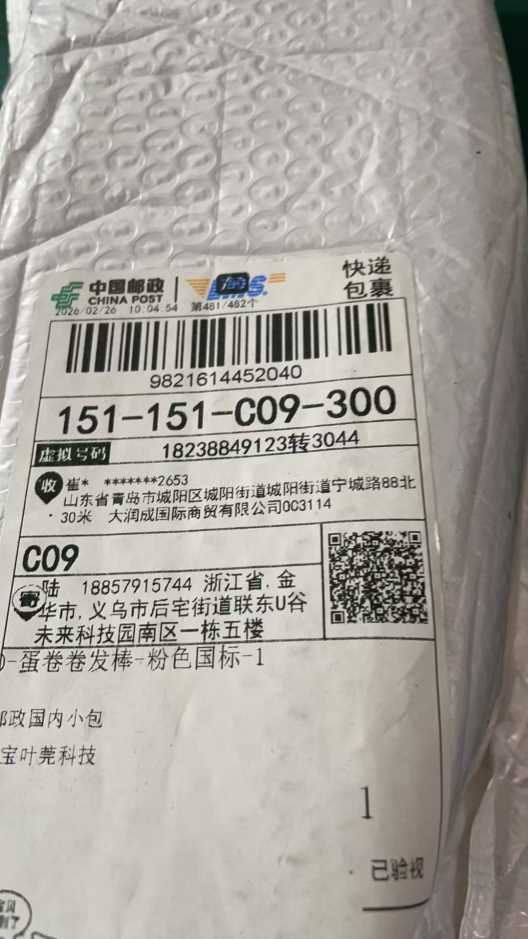 中国邮政
CHINA POST
快递
包裹
2026/02/26 10:04:54 第481/482个
9821614452040
151-151-C09-300
虚拟号码 18238849123转3044
收 崔* *******2653
山东省青岛市城阳区城阳街道城阳街道宁城路88北
30米 大润成国际商贸有限公司0C3114
C09
寄 陆 18857915744 浙江省,金
华市,义乌市后宅街道联东U谷
未来科技园南区一栋五楼
-蛋卷卷发棒-粉色国标-1
邮政国内小包
宝叶莞科技
1
已验视